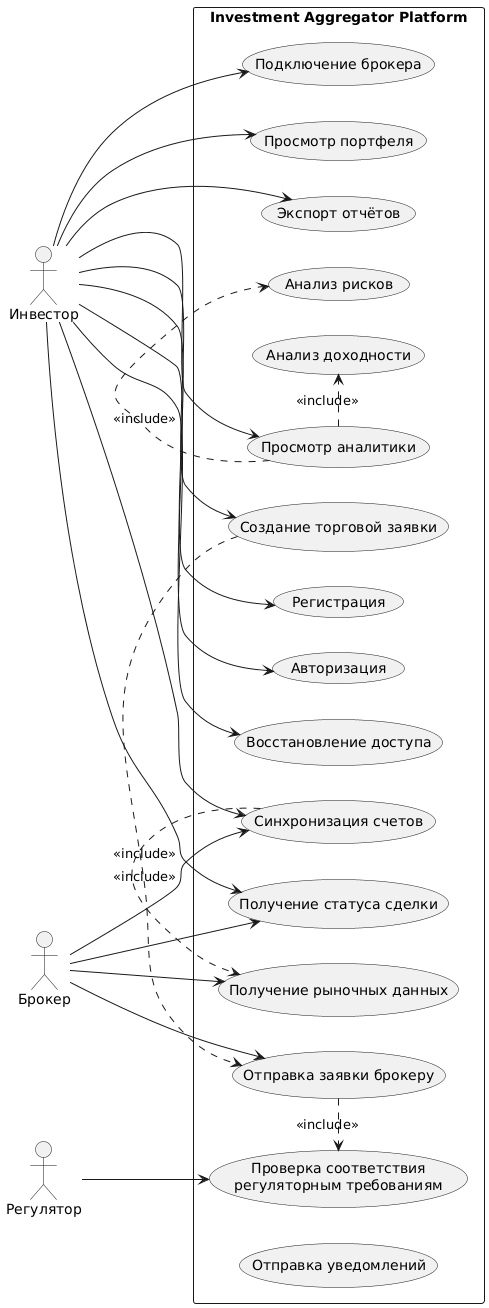 Investment Aggregator Platform
Подключение брокера
Просмотр портфеля
Экспорт отчётов
Анализ рисков
Инвестор
Анализ доходности
«include»
«include»
Просмотр аналитики
Создание торговой заявки
Регистрация
Авторизация
Восстановление доступа
Синхронизация счетов
«include»
«include»
Получение статуса сделки
Брокер
Получение рыночных данных
Отправка заявки брокеру
«include»
Проверка соответствия
регуляторным требованиям
Регулятор
Отправка уведомлений